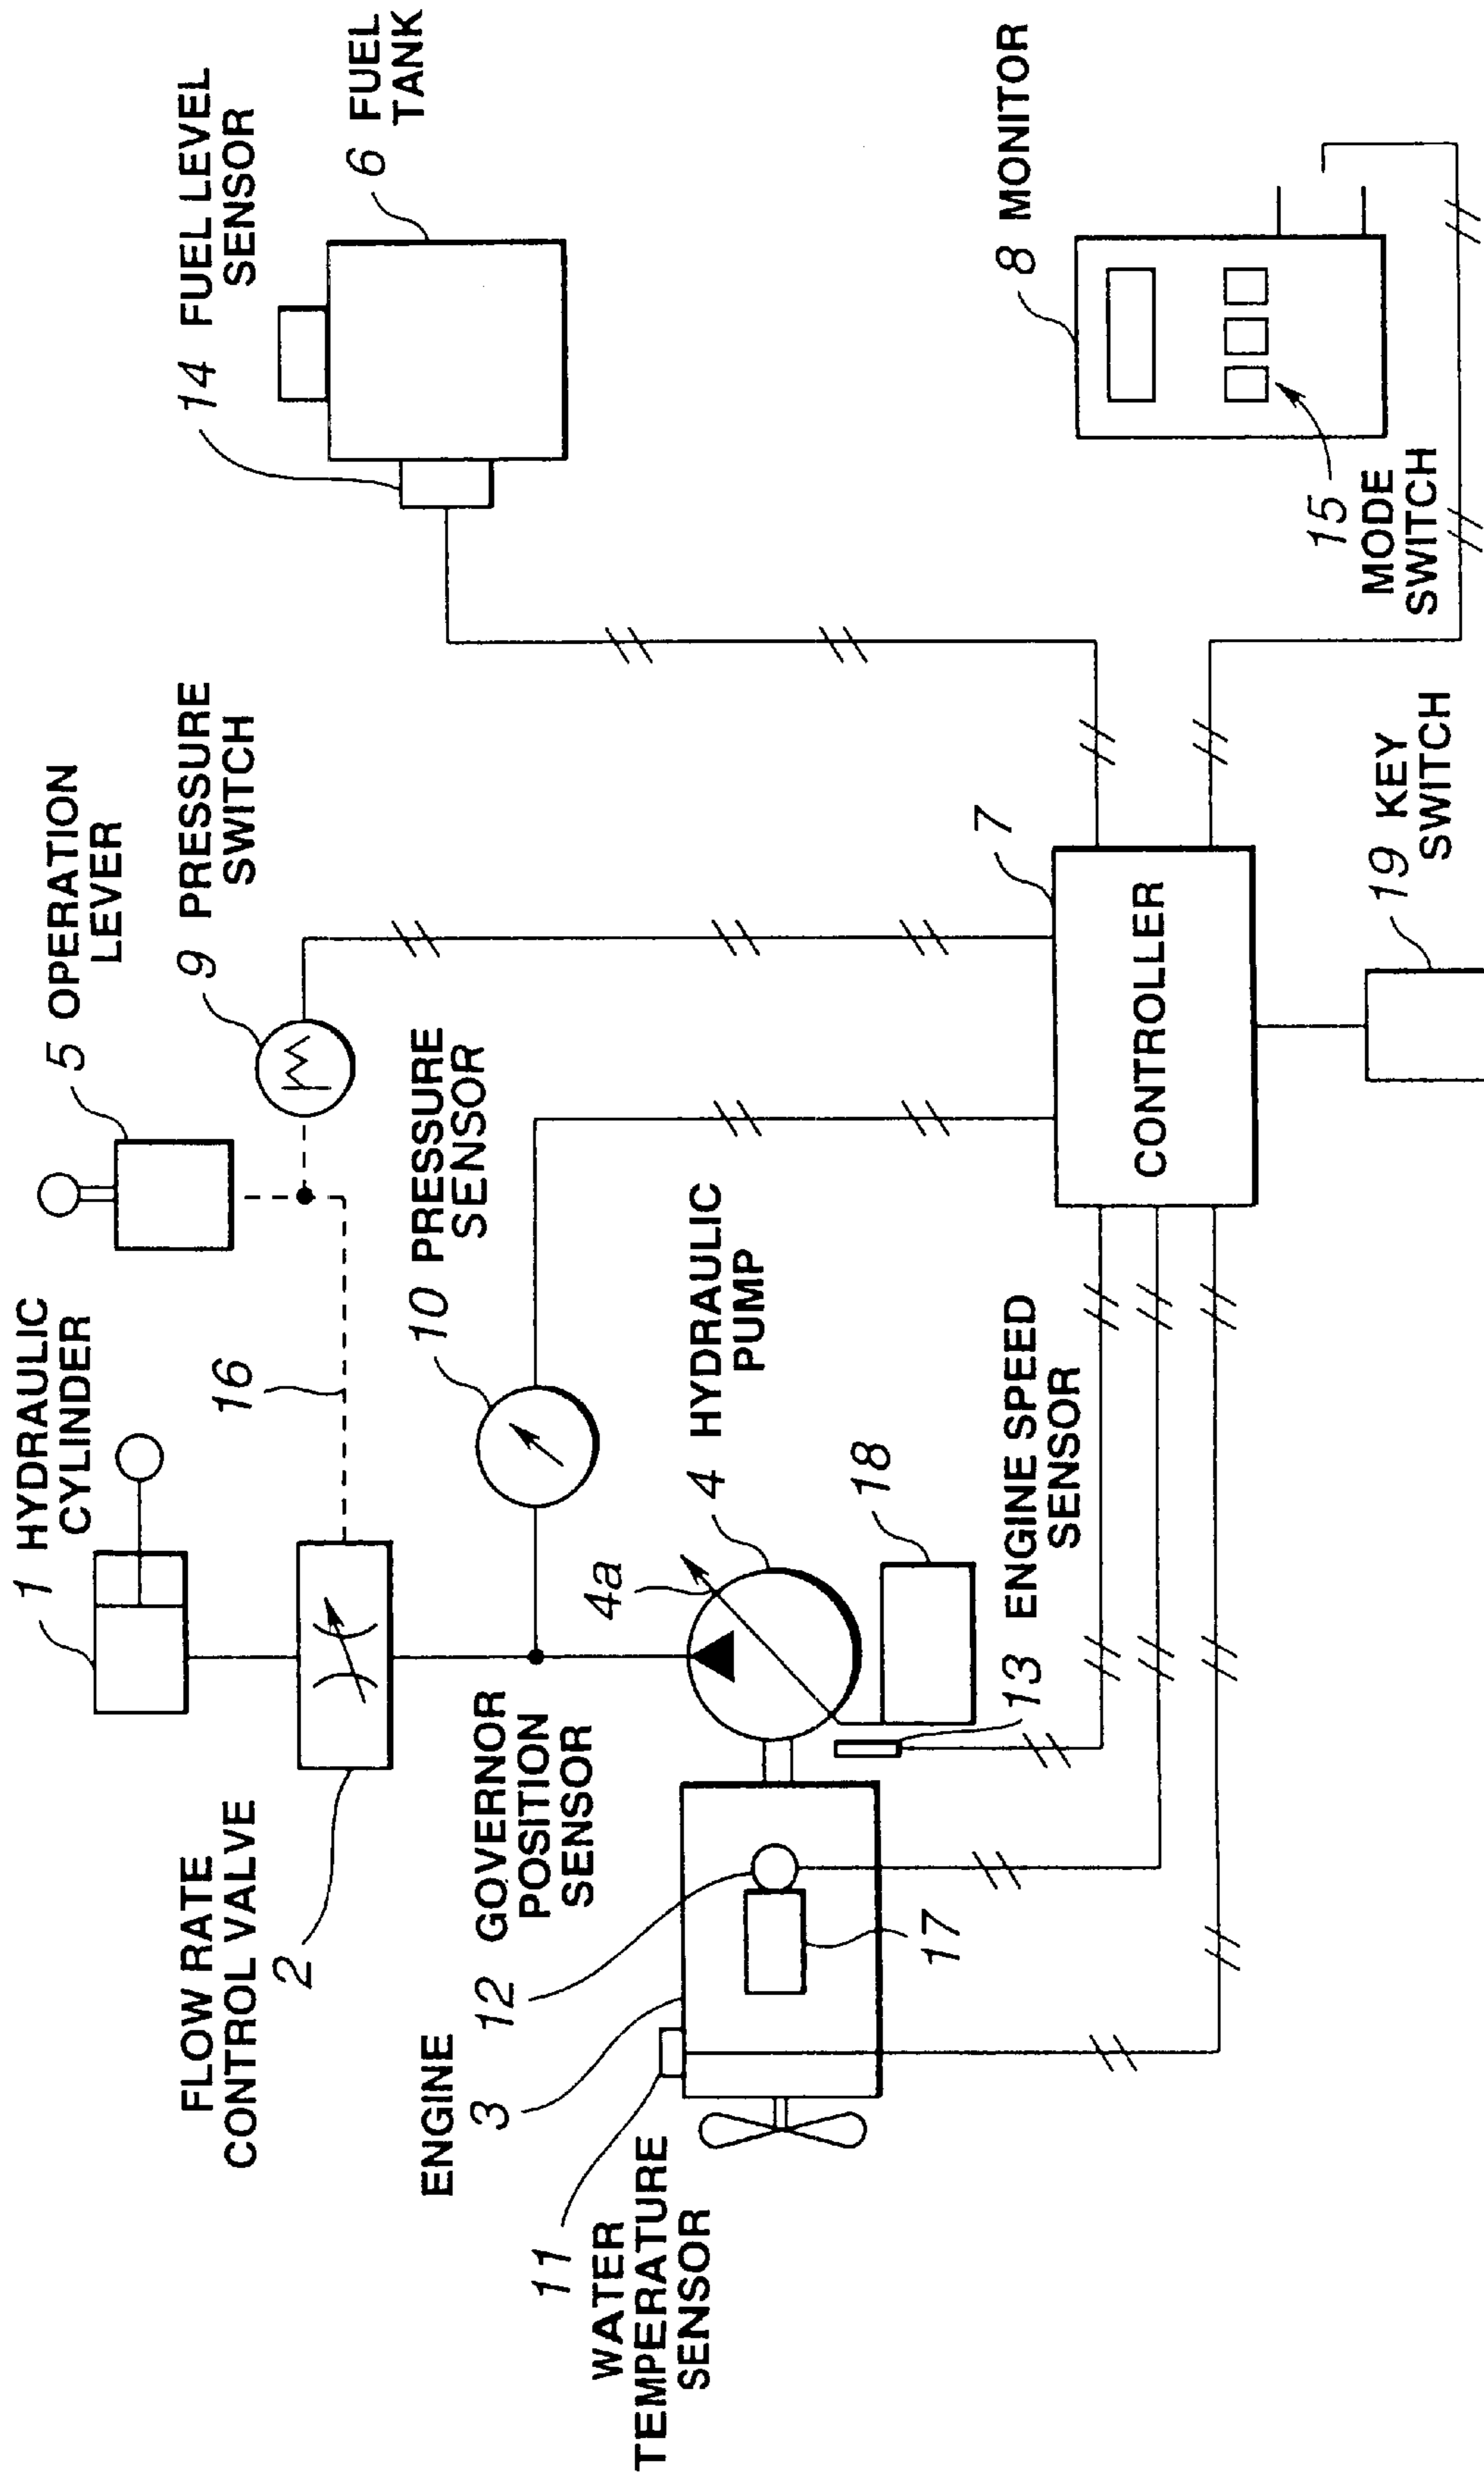 1 HYDRAULIC
CYLINDER
5 OPERATION
LEVER
FLOW RATE
CONTROL VALVE
2
16
9 PRESSURE
SWITCH
14 FUEL LEVEL
SENSOR
6 FUEL
TANK
10 PRESSURE
SENSOR
ENGINE
3
12 GOVERNOR
POSITION
SENSOR
4a
4 HYDRAULIC
PUMP
11
WATER
TEMPERATURE
SENSOR
17
18
13 ENGINE SPEED
SENSOR
7
CONTROLLER
8 MONITOR
15
MODE
SWITCH
19 KEY
SWITCH